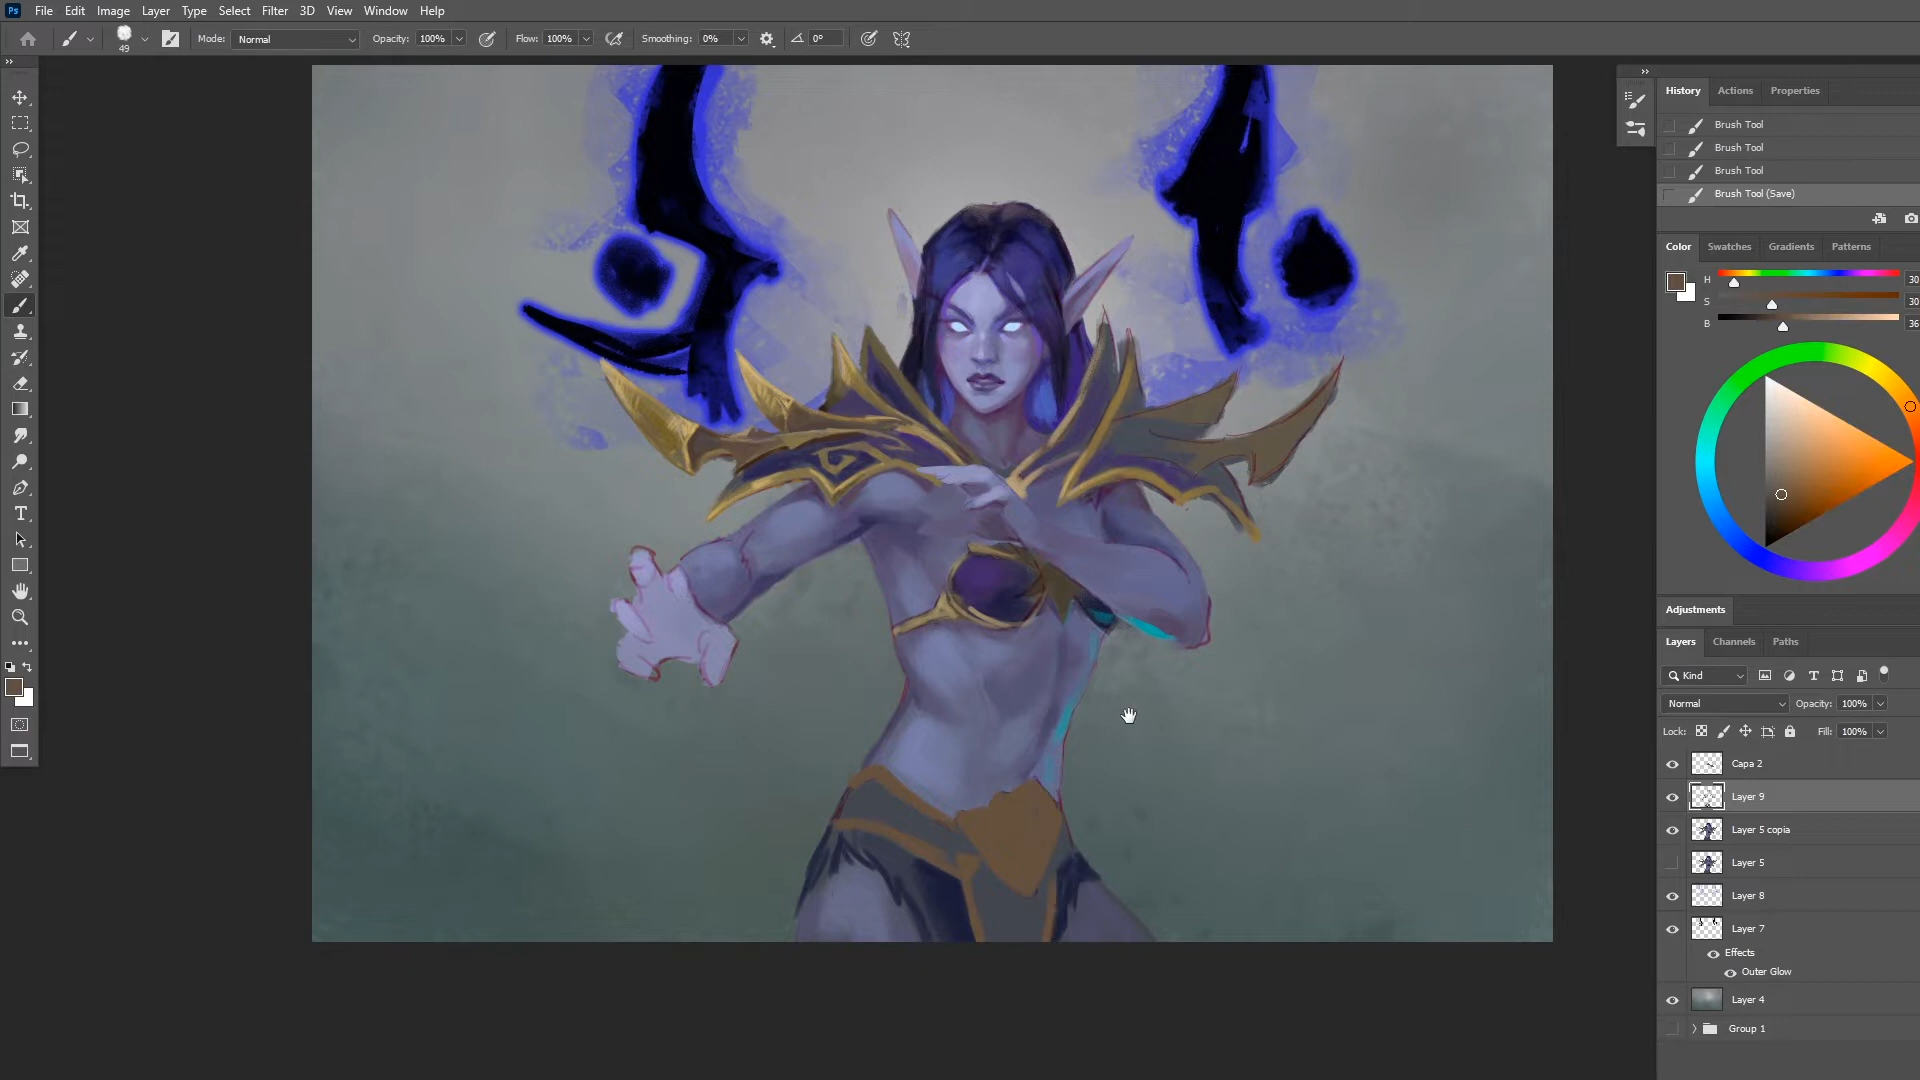 Ps File Edit Image Layer Type Select Filter 3D View Window Help
49 Mode: Normal Opacity: 100% Flow: 100% Smoothing: 0% 0°
History Actions Properties
Brush Tool
Brush Tool
Brush Tool
Brush Tool (Save)
Color Swatches Gradients Patterns
H 30
S 30
B 36
Adjustments
Layers Channels Paths
Kind
Normal Opacity: 100%
Lock: Fill: 100%
Capa 2
Layer 9
Layer 5 copia
Layer 5
Layer 8
Layer 7
Effects
Outer Glow
Layer 4
Group 1